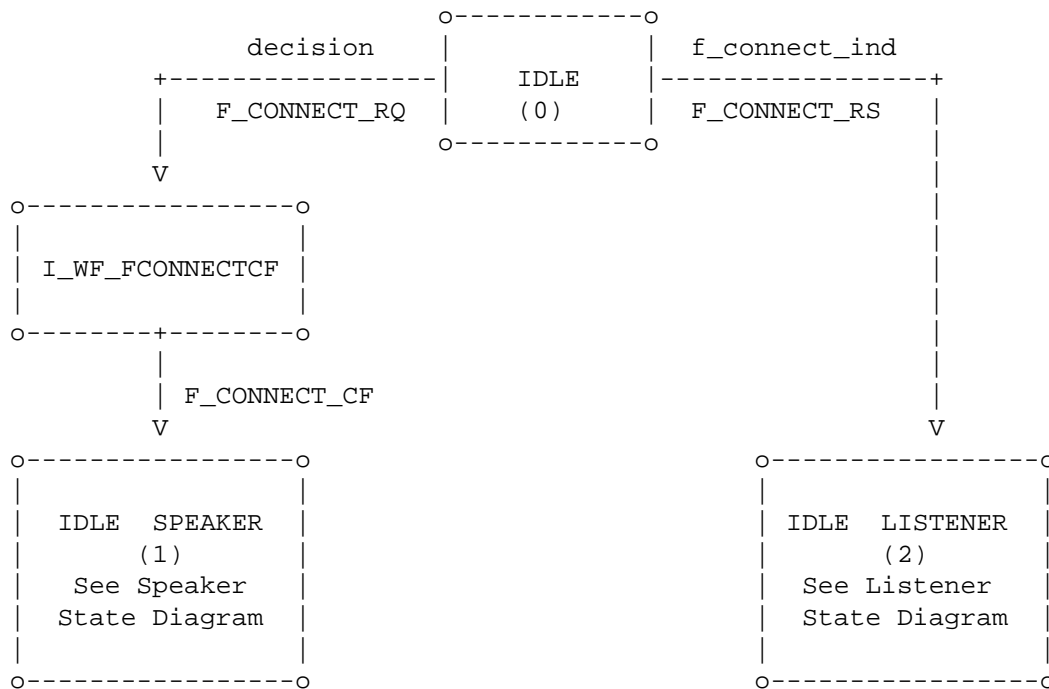 decision
f_connect_ind
IDLE
F_CONNECT_RQ
(0)
F_CONNECT_RS
V
I_WF_FCONNECTCF
F_CONNECT_CF
V
V
IDLE SPEAKER
(1)
See Speaker
State Diagram
IDLE LISTENER
(2)
See Listener
State Diagram